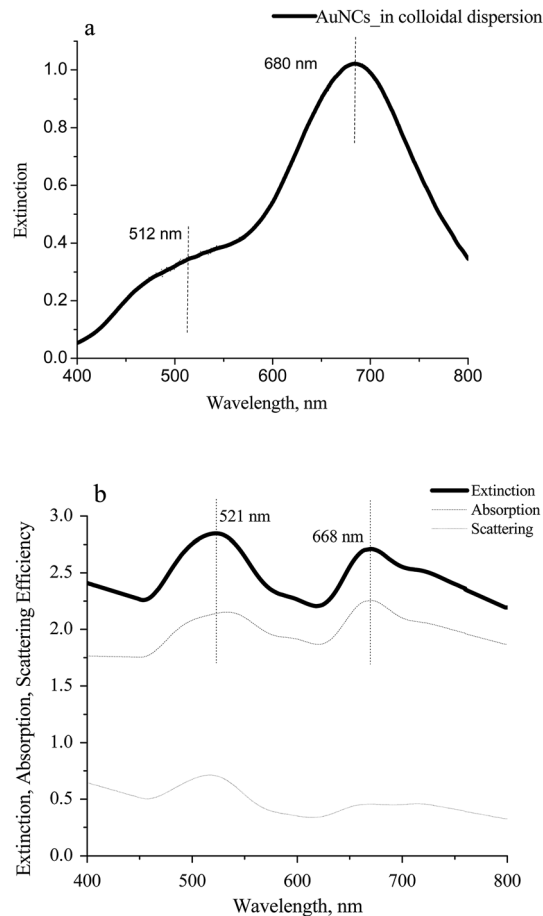 AuNCs_in colloidal dispersion
a
680 nm
512 nm
1.0
0.8
0.6
0.4
0.2
0.0
Extinction
400 500 600 700 800
Wavelength, nm
b
Extinction
Absorption
Scattering
521 nm
668 nm
3.0
2.5
2.0
1.5
1.0
0.5
0.0
Extinction, Absorption, Scattering Efficiency
400 500 600 700 800
Wavelength, nm